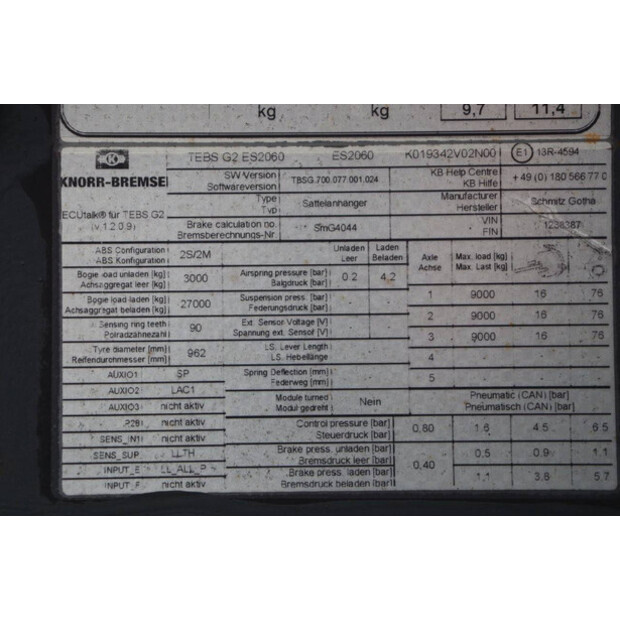 kg kg 9,7 11,4
TEBS G2 ES2060 ES2060 K019342V02N00 E1 13R-4594
KNORR-BREMSE
SW Version TBSG.700.077.001.024 KB Help Centre +49 (0) 180 566 77 0
Softwareversion KB Hilfe
ECUtalk® für TEBS G2 Type Sattelanhänger Manufacturer Schmitz Gotha
(v.1.2.0.9) Typ Hersteller
Brake calculation no. SmG4044 VIN 1238387
Bremsberechnungs-Nr. FIN
ABS Configuration 2S/2M Unladen Laden Axle Max. load [kg]
ABS Konfiguration Leer Beladen Achse Max. Last [kg]
Bogie load unladen [kg] 3000 Airspring pressure [bar] 0.2 4.2
Achsaggregat leer [kg] Balgdruck [bar]
1 9000 16 76
Bogie load laden [kg] 27000 Suspension press. [bar] - -
Achsaggregat beladen [kg] Federungsdruck [bar]
2 9000 16 76
Sensing ring teeth 90 Ext. Sensor Voltage [V] - -
Polradzähnezahl Spannung ext. Sensor [V]
3 9000 16 76
Tyre diameter [mm] 962 LS. Lever Length -
Reifendurchmesser [mm] LS. Hebellänge
4 - - -
AUXIO1 SP Spring Deflection [mm] - -
Federweg [mm]
5 - - -
AUXIO2 LAC1 Module turned Nein Pneumatic (CAN) [bar]
AUXIO3 nicht aktiv Modul gedreht Pneumatisch (CAN) [bar]
nicht aktiv Control pressure [bar] 0,80 1.6 4.5 6.5
SENS_IN1 nicht aktiv Steuerdruck [bar]
SENS_SUP LLTH Brake press. unladen [bar] 0,40 0.5 0.9 1.1
Bremsdruck leer [bar]
INPUT_E LL_ALL_P Brake press. laden [bar] 1.1 3.8 5.7
INPUT_F nicht aktiv Bremsdruck beladen [bar]